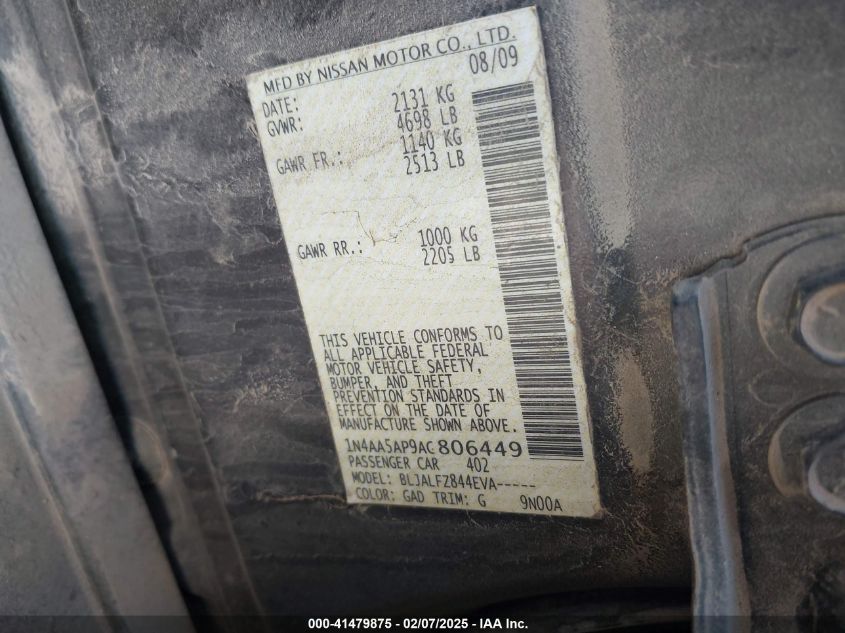 MFD BY NISSAN MOTOR CO., LTD.
DATE: 08/09
GVWR: 2131 KG
4698 LB
GAWR FR.: 1140 KG
2513 LB
GAWR RR.: 1000 KG
2205 LB
THIS VEHICLE CONFORMS TO
ALL APPLICABLE FEDERAL
MOTOR VEHICLE SAFETY,
BUMPER, AND THEFT
PREVENTION STANDARDS IN
EFFECT ON THE DATE OF
MANUFACTURE SHOWN ABOVE.
1N4AA5AP9AC806449
PASSENGER CAR 402
MODEL: BLJALFZ844EVA-----
COLOR: GAD TRIM: G 9N00A
000-41479875 - 02/07/2025 - IAA Inc.